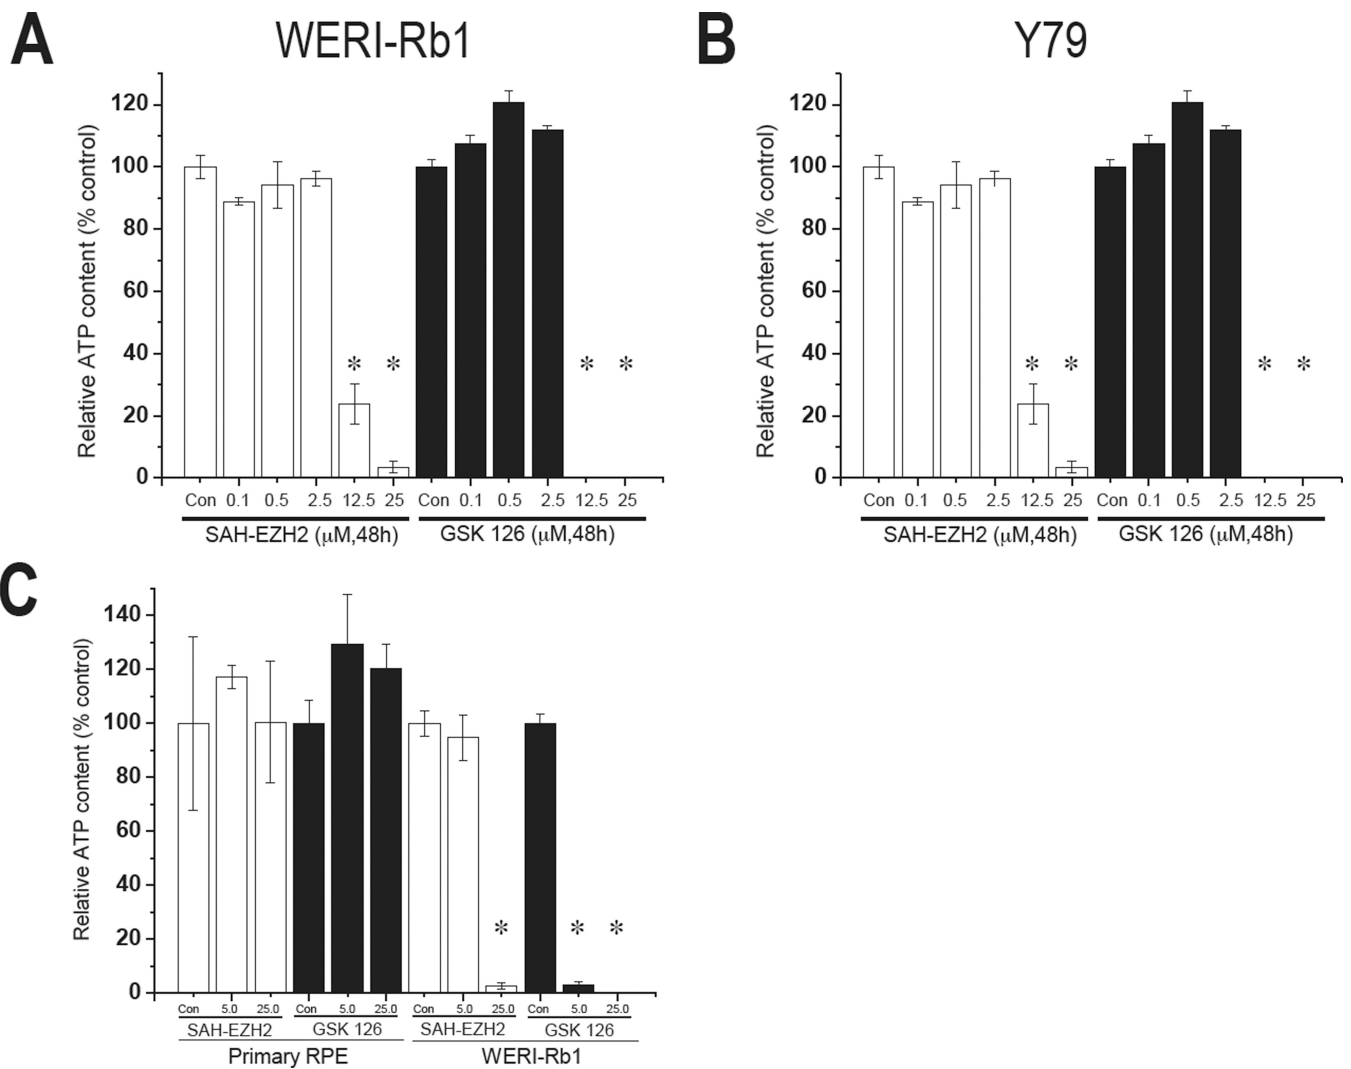 A
WERI-Rb1
Relative ATP content (% control)
120
100
80
60
40
20
0
* * * *
Con 0.1 0.5 2.5 12.5 25 Con 0.1 0.5 2.5 12.5 25
SAH-EZH2 (μM,48h) GSK 126 (μM,48h)
B
Y79
Relative ATP content (% control)
120
100
80
60
40
20
0
* * * *
Con 0.1 0.5 2.5 12.5 25 Con 0.1 0.5 2.5 12.5 25
SAH-EZH2 (μM,48h) GSK 126 (μM,48h)
C
Relative ATP content (% control)
140
120
100
80
60
40
20
0
* * *
Con 5.0 25.0 Con 5.0 25.0 Con 5.0 25.0 Con 5.0 25.0
SAH-EZH2 GSK 126 SAH-EZH2 GSK 126
Primary RPE WERI-Rb1